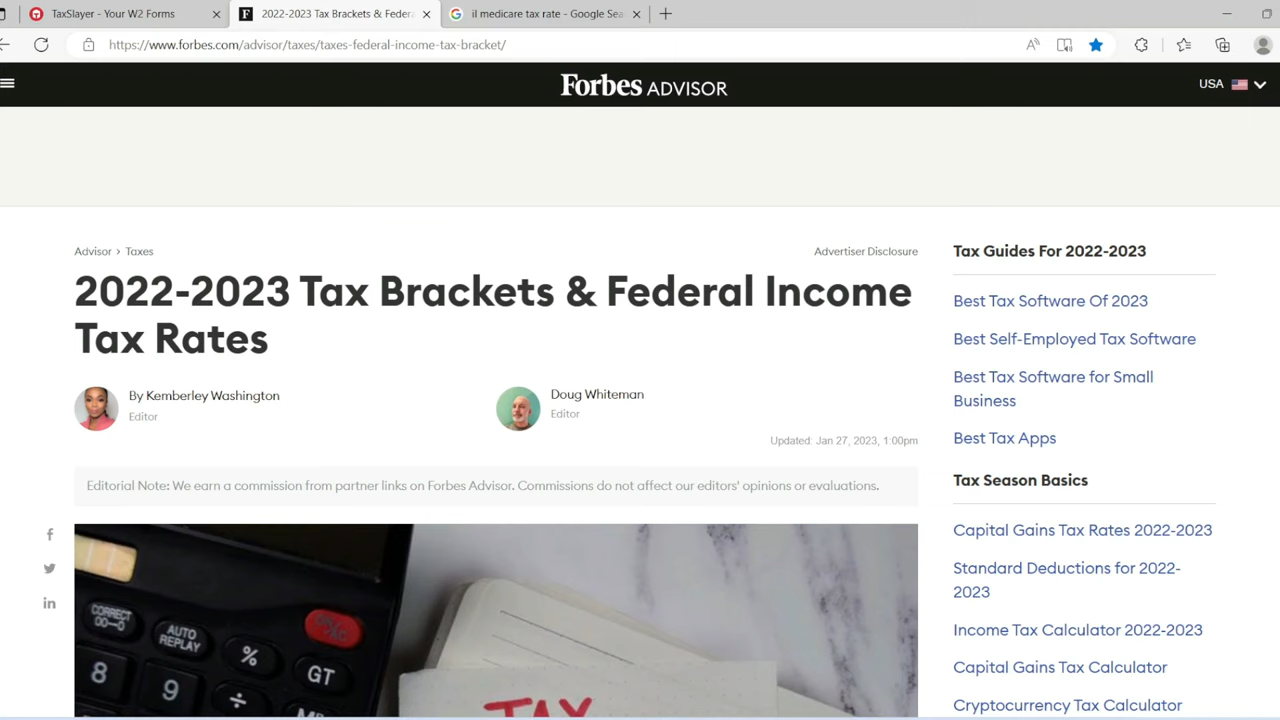 TaxSlayer - Your W2 Forms
2022-2023 Tax Brackets & Federa
il medicare tax rate - Google Sea
https://www.forbes.com/advisor/taxes/taxes-federal-income-tax-bracket/
Forbes ADVISOR
USA
Advisor › Taxes
Advertiser Disclosure
2022-2023 Tax Brackets & Federal Income
Tax Rates
By Kemberley Washington
Editor
Doug Whiteman
Editor
Updated: Jan 27, 2023, 1:00pm
Editorial Note: We earn a commission from partner links on Forbes Advisor. Commissions do not affect our editors' opinions or evaluations.
CORRECT
00→0
AUTO
REPLAY
%
GT
8
9
÷
TAX
Tax Guides For 2022-2023
Best Tax Software Of 2023
Best Self-Employed Tax Software
Best Tax Software for Small
Business
Best Tax Apps
Tax Season Basics
Capital Gains Tax Rates 2022-2023
Standard Deductions for 2022-
2023
Income Tax Calculator 2022-2023
Capital Gains Tax Calculator
Cryptocurrency Tax Calculator